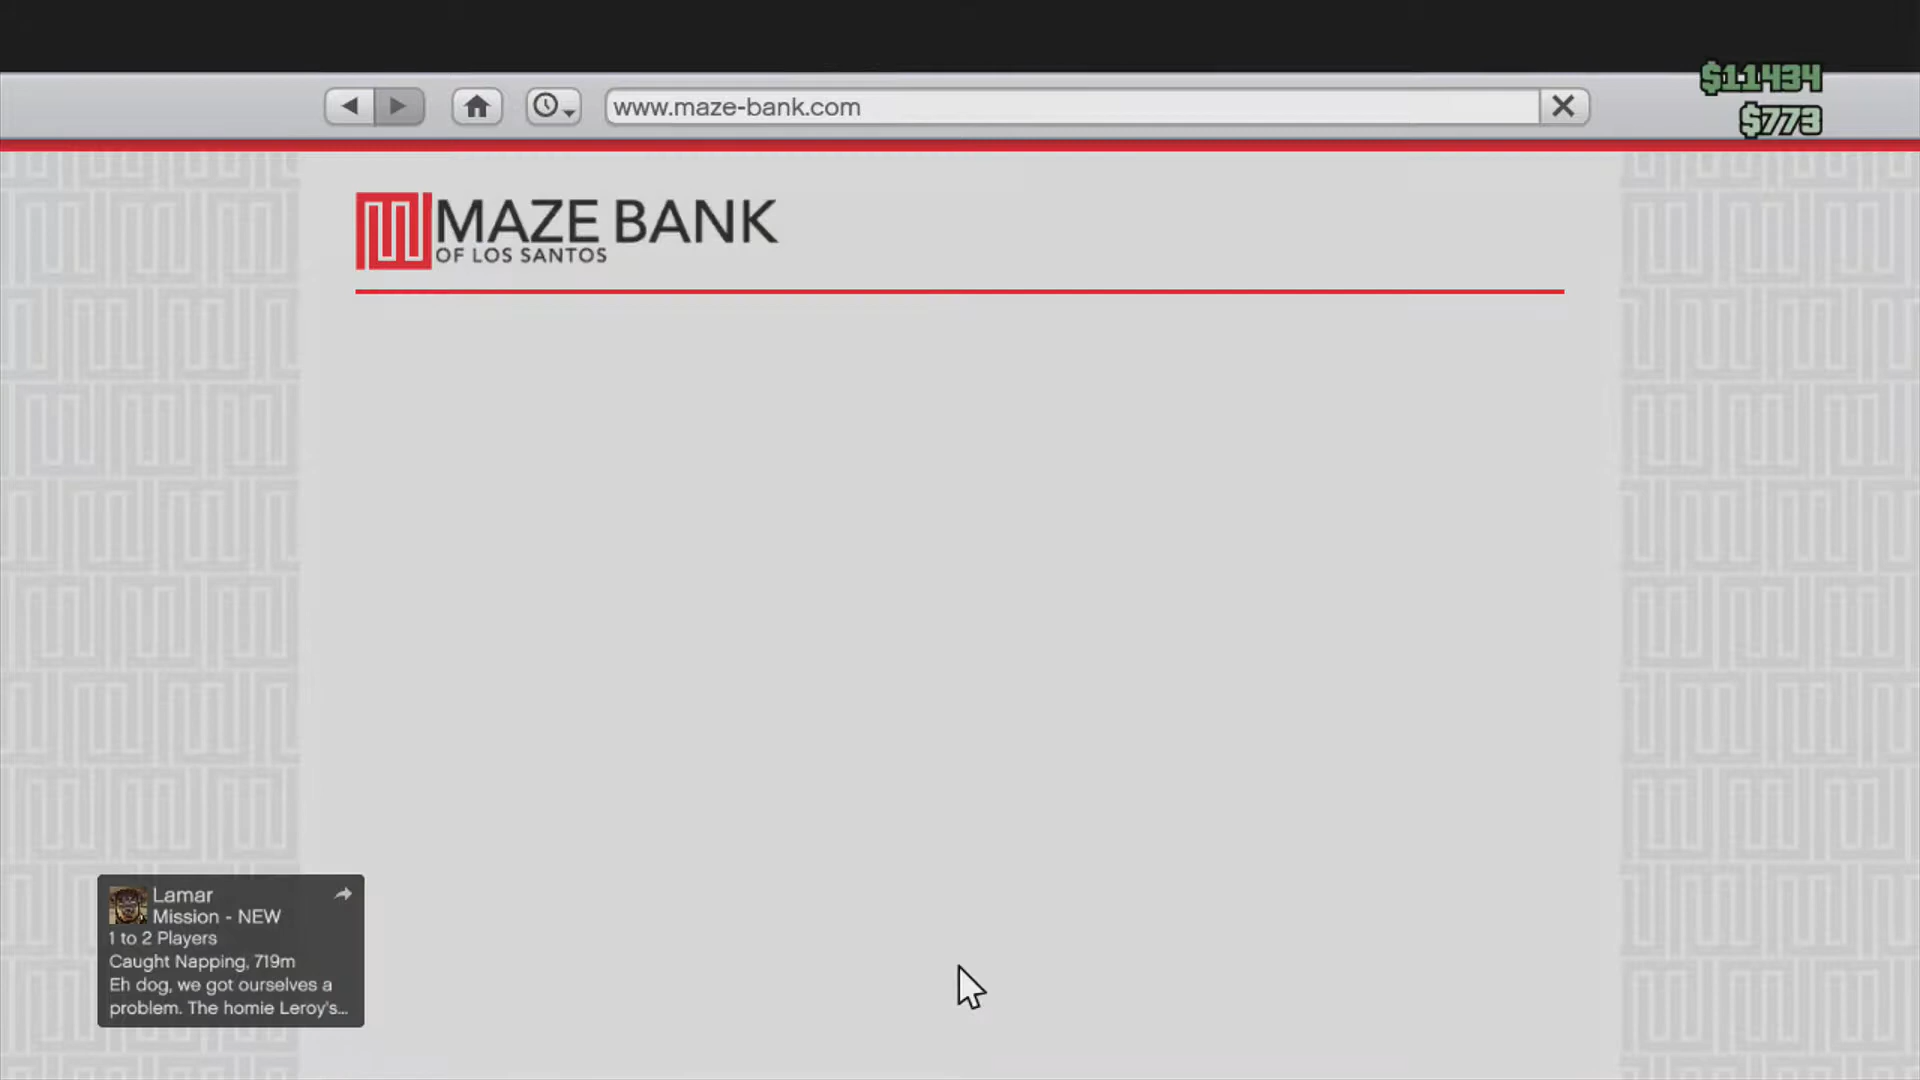 $11434
www.maze-bank.com
$773
MAZE BANK
OF LOS SANTOS
Lamar
Mission - NEW
1 to 2 Players
Caught Napping, 719m
Eh dog, we got ourselves a
problem. The homie Leroy's...